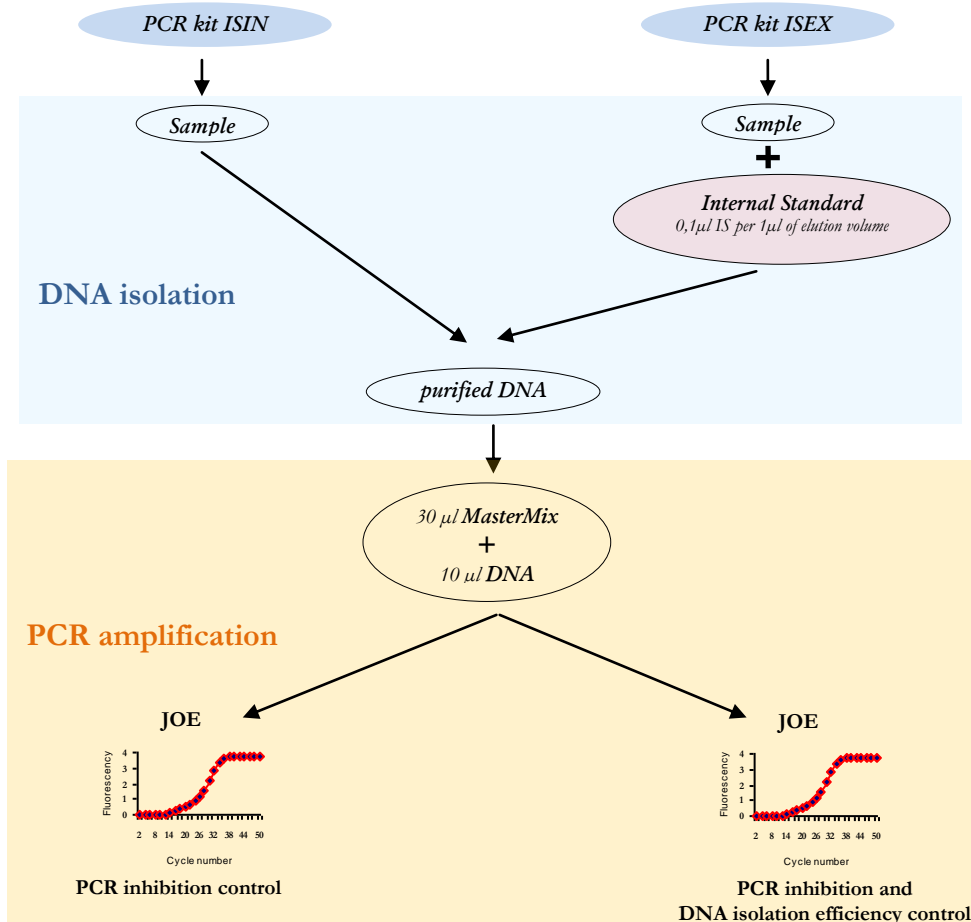 PCR kit ISIN
PCR kit ISEX
Sample
Sample
+
Internal Standard
0,1µl IS per 1µl of elution volume
DNA isolation
purified DNA
30 µl MasterMix
+
10 µl DNA
PCR amplification
JOE
Fluorescency
4
3
2
1
0
2 8 14 20 26 32 38 44 50
Cycle number
PCR inhibition control
JOE
Fluorescency
4
3
2
1
0
2 8 14 20 26 32 38 44 50
Cycle number
PCR inhibition and
DNA isolation efficiency control